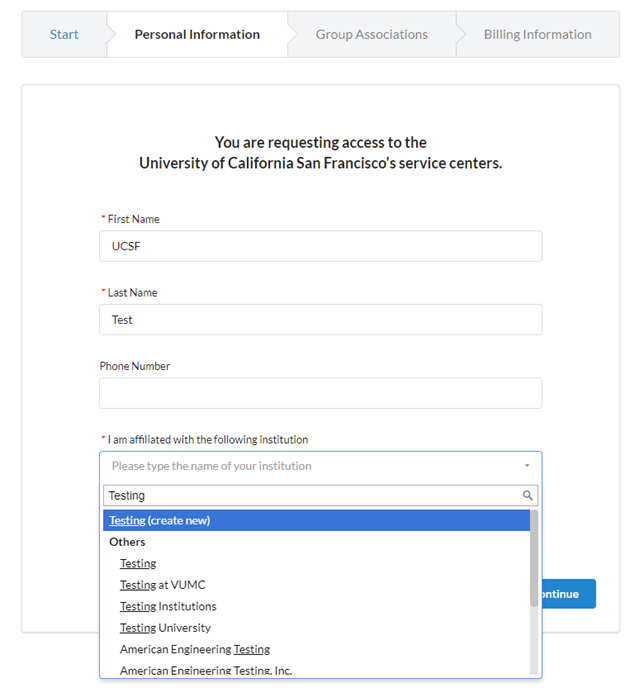 Start
Personal Information
Group Associations
Billing Information
You are requesting access to the
University of California San Francisco's service centers.
* First Name
UCSF
* Last Name
Test
Phone Number
* I am affiliated with the following institution
Please type the name of your institution
Testing
Testing (create new)
Others
Testing
Testing at VUMC
Testing Institutions
Testing University
American Engineering Testing
American Engineering Testing, Inc.
ontinue